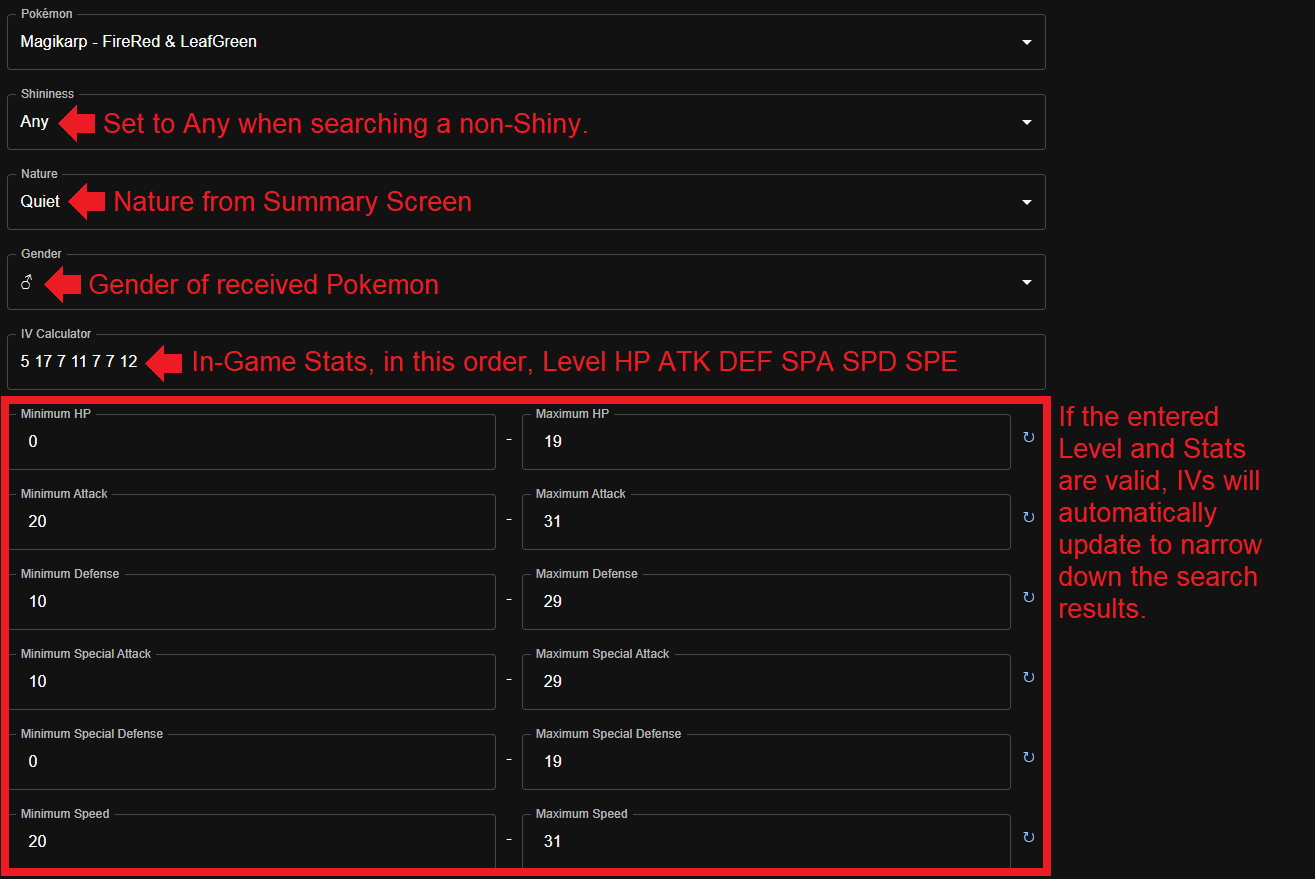 Pokémon
Magikarp - FireRed & LeafGreen
Shininess
Any
Set to Any when searching a non-Shiny.
Nature
Quiet
Nature from Summary Screen
Gender
♂
Gender of received Pokemon
IV Calculator
5 17 7 11 7 7 12
In-Game Stats, in this order, Level HP ATK DEF SPA SPD SPE
Minimum HP
0
-
Maximum HP
19
Minimum Attack
20
-
Maximum Attack
31
Minimum Defense
10
-
Maximum Defense
29
Minimum Special Attack
10
-
Maximum Special Attack
29
Minimum Special Defense
0
-
Maximum Special Defense
19
Minimum Speed
20
-
Maximum Speed
31
If the entered
Level and Stats
are valid, IVs will
automatically
update to narrow
down the search
results.